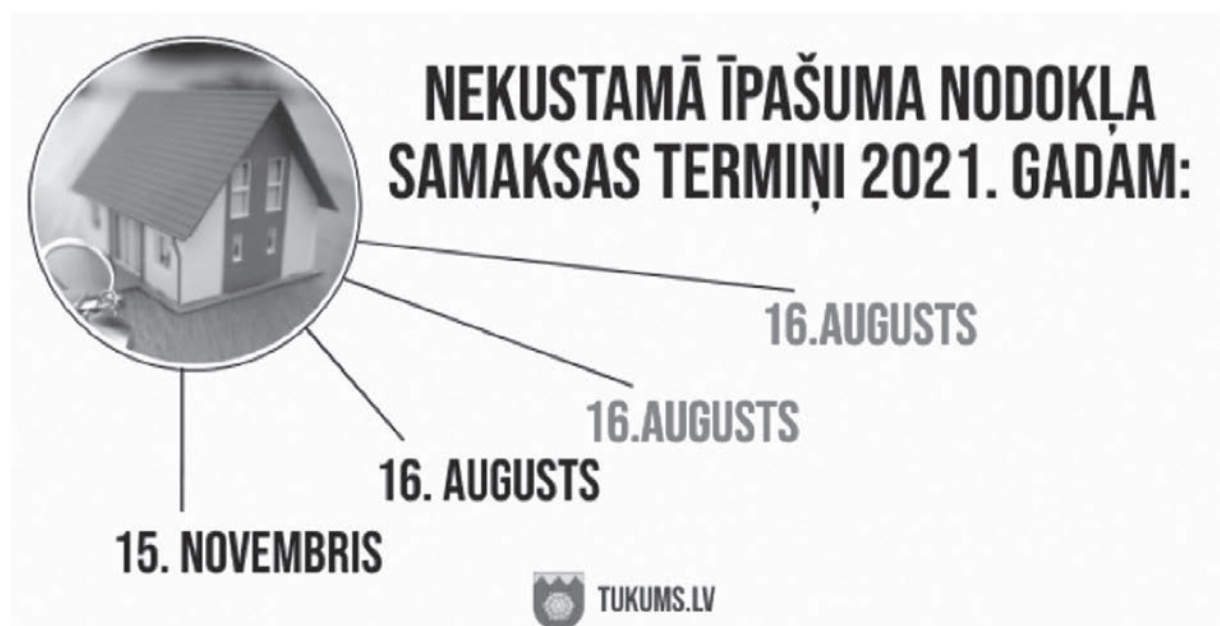 NEKUSTAMĀ ĪPAŠUMA NODOKĻA
SAMAKSAS TERMIŅI 2021. GADAM:
16.AUGUSTS
16.AUGUSTS
16. AUGUSTS
15. NOVEMBRIS
TUKUMS.LV